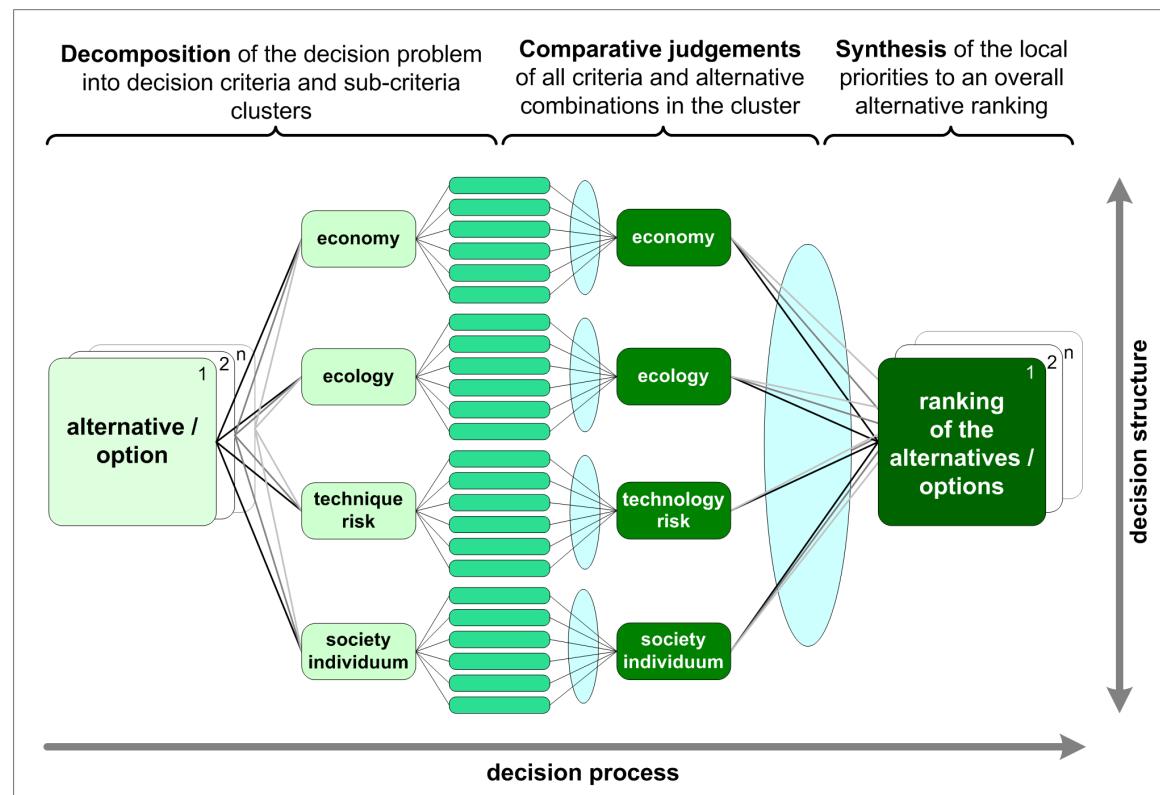 Decomposition of the decision problem
into decision criteria and sub-criteria
clusters
Comparative judgements
of all criteria and alternative
combinations in the cluster
Synthesis of the local
priorities to an overall
alternative ranking
1
2
n
alternative /
option
economy
ecology
technique
risk
society
individuum
economy
ecology
technology
risk
society
individuum
1
2
n
ranking
of the
alternatives /
options
decision structure
decision process